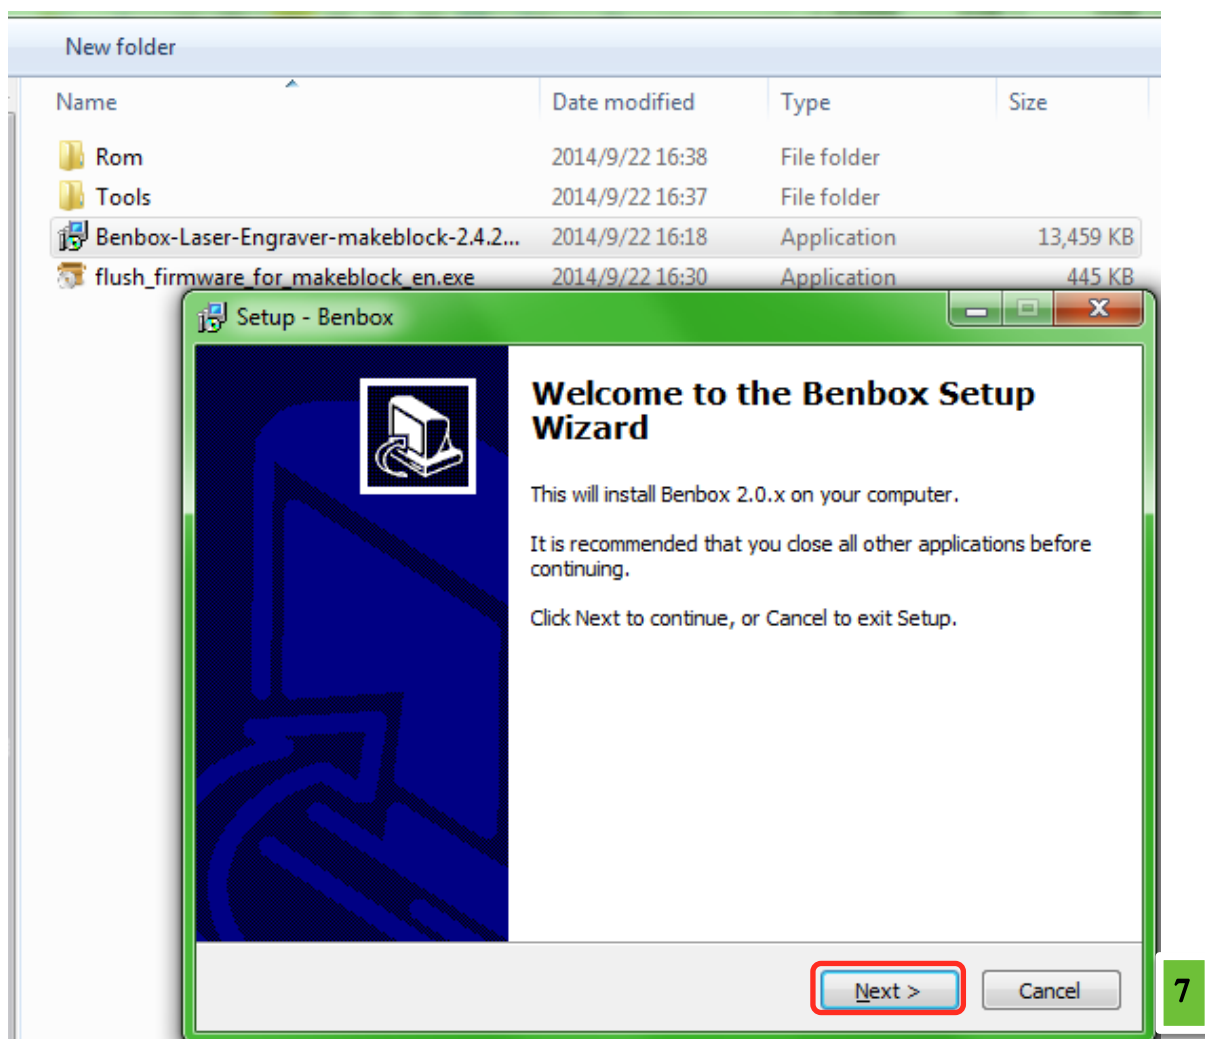 New folder
Name Date modified Type Size
Rom 2014/9/22 16:38 File folder
Tools 2014/9/22 16:37 File folder
Benbox-Laser-Engraver-makeblock-2.4.2... 2014/9/22 16:18 Application 13,459 KB
flush_firmware_for_makeblock_en.exe 2014/9/22 16:30 Application 445 KB
Setup - Benbox
Welcome to the Benbox Setup
Wizard
This will install Benbox 2.0.x on your computer.
It is recommended that you close all other applications before
continuing.
Click Next to continue, or Cancel to exit Setup.
Next > Cancel
7